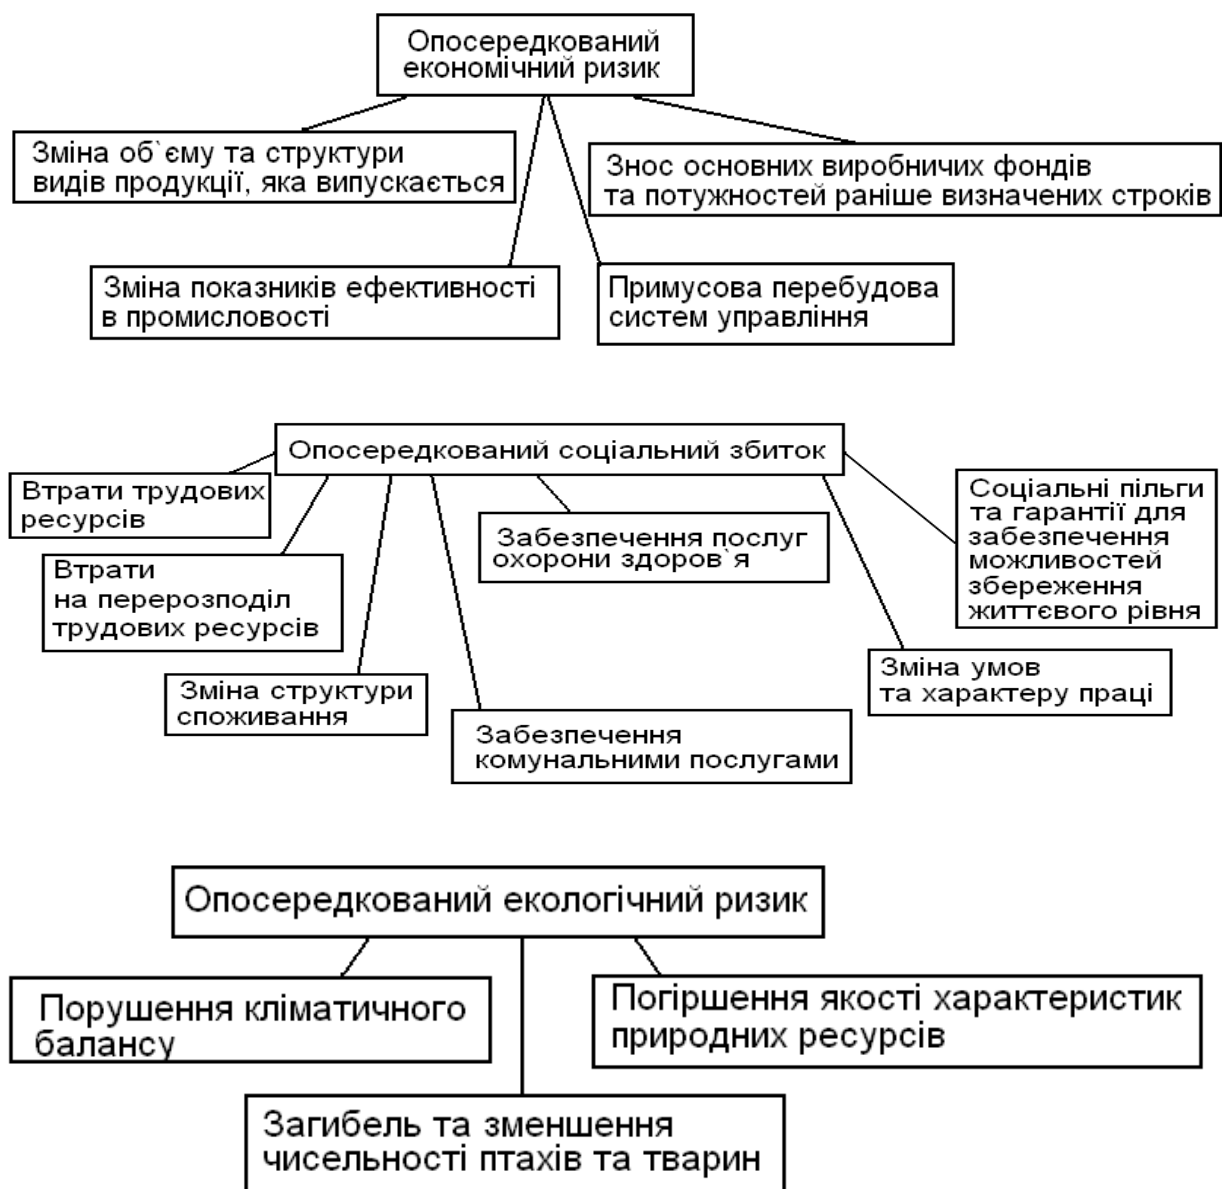 Опосередкований
економічний ризик
Зміна об`єму та структури
видів продукції, яка випускається
Знос основних виробничих фондів
та потужностей раніше визначених строків
Зміна показників ефективності
в промисловості
Примусова перебудова
систем управління
Опосередкований соціальний збиток
Втрати трудових
ресурсів
Втрати
на перерозподіл
трудових ресурсів
Зміна структури
споживання
Забезпечення
комунальними послугами
Забезпечення послуг
охорони здоров`я
Зміна умов
та характеру праці
Соціальні пільги
та гарантії для
забезпечення
можливостей
збереження
життєвого рівня
Опосередкований екологічний ризик
Порушення кліматичного
балансу
Загибель та зменшення
чисельності птахів та тварин
Погіршення якості характеристик
природних ресурсів